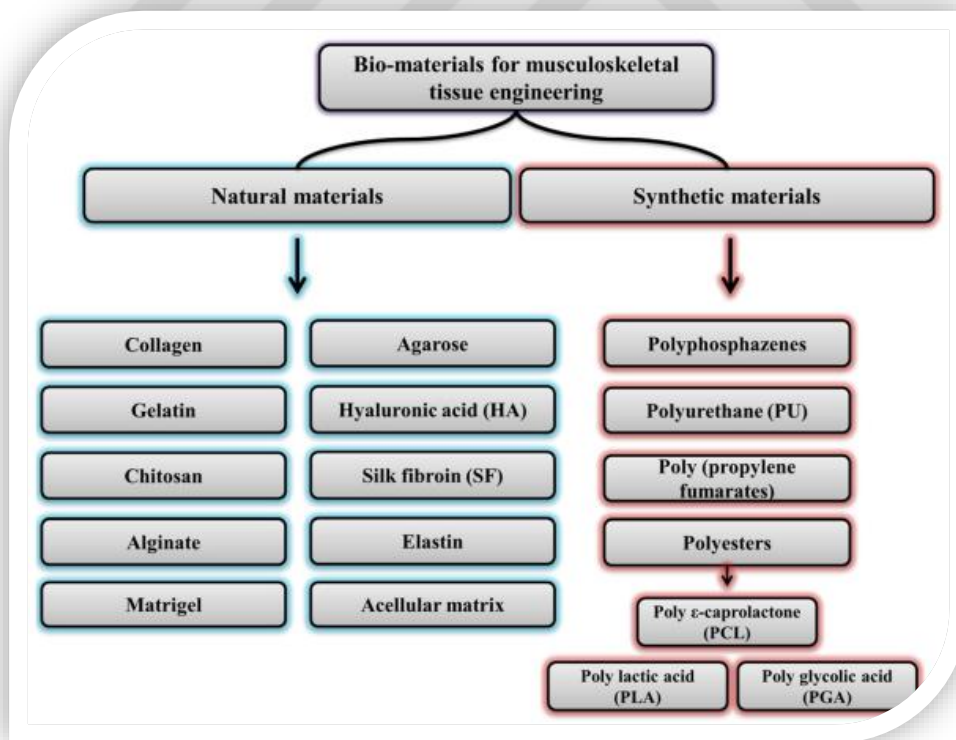 Bio-materials for musculoskeletal
tissue engineering
Natural materials
Synthetic materials
Collagen
Agarose
Polyphosphazenes
Gelatin
Hyaluronic acid (HA)
Polyurethane (PU)
Chitosan
Silk fibroin (SF)
Poly (propylene
fumarates)
Alginate
Elastin
Polyesters
Matrigel
Acellular matrix
Poly ε-caprolactone
(PCL)
Poly lactic acid
(PLA)
Poly glycolic acid
(PGA)